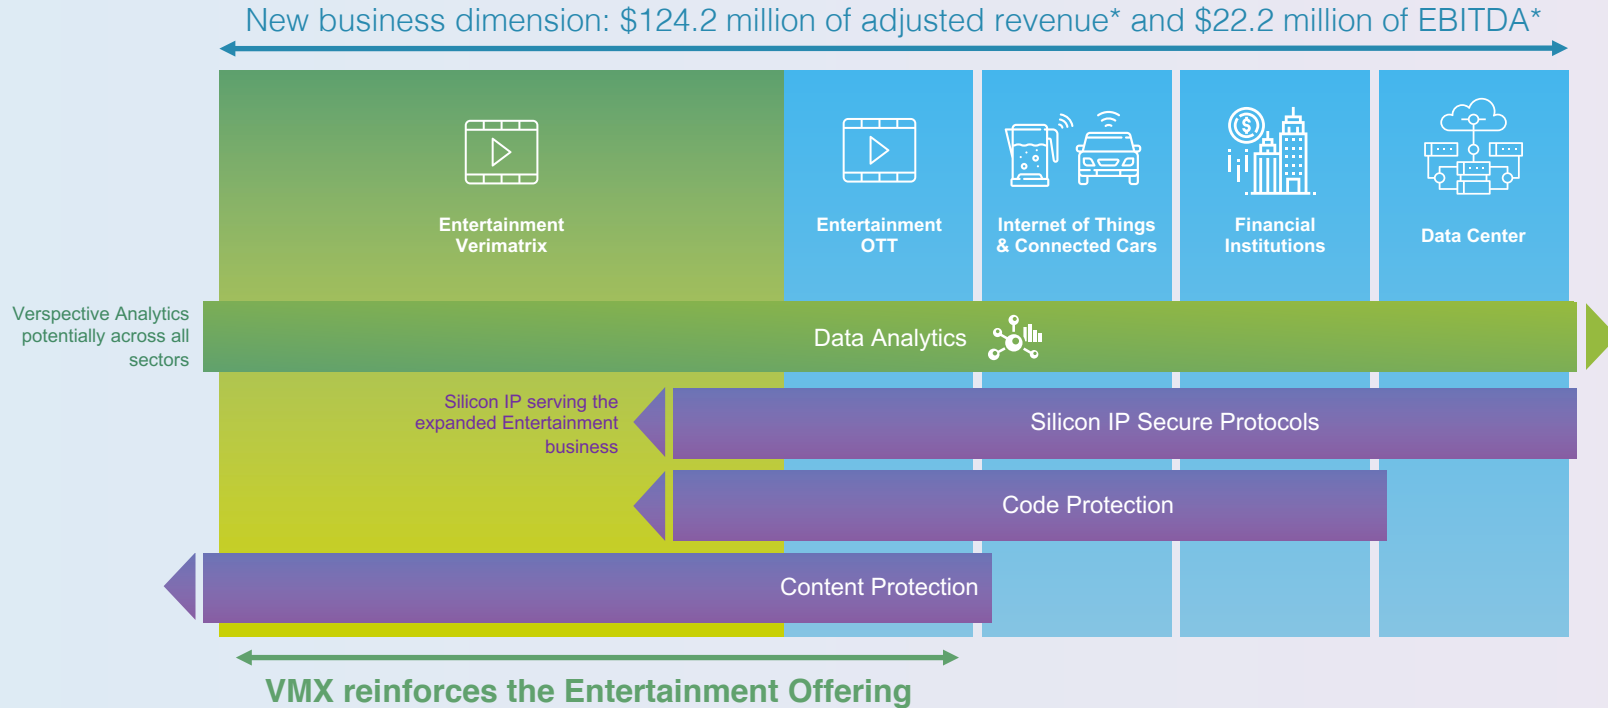 New business dimension: $124.2 million of adjusted revenue* and $22.2 million of EBITDA*
Entertainment
Verimatrix
Entertainment
OTT
Internet of Things
& Connected Cars
Financial
Institutions
Data Center
Verspective Analytics
potentially across all
sectors
Data Analytics
Silicon IP serving the
expanded Entertainment
business
Silicon IP Secure Protocols
Code Protection
Content Protection
VMX reinforces the Entertainment Offering